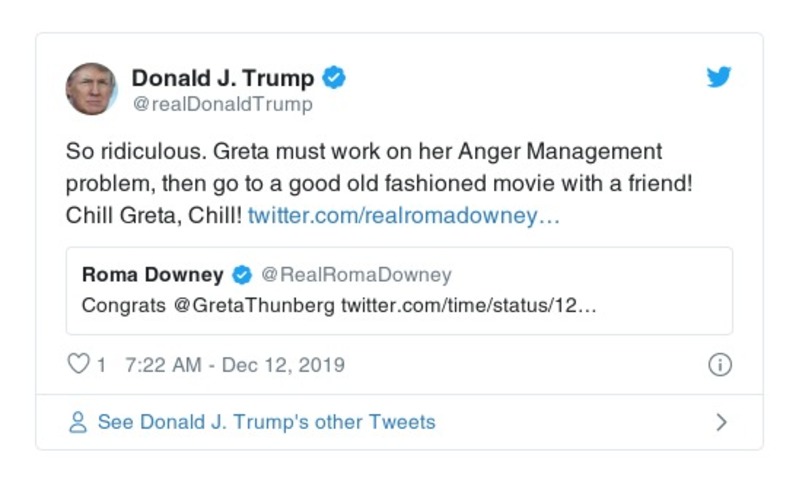 Donald J. Trump
@realDonaldTrump
So ridiculous. Greta must work on her Anger Management
problem, then go to a good old fashioned movie with a friend!
Chill Greta, Chill! twitter.com/realromadowney…
Roma Downey @RealRomaDowney
Congrats @GretaThunberg twitter.com/time/status/12…
1 7:22 AM - Dec 12, 2019
See Donald J. Trump's other Tweets